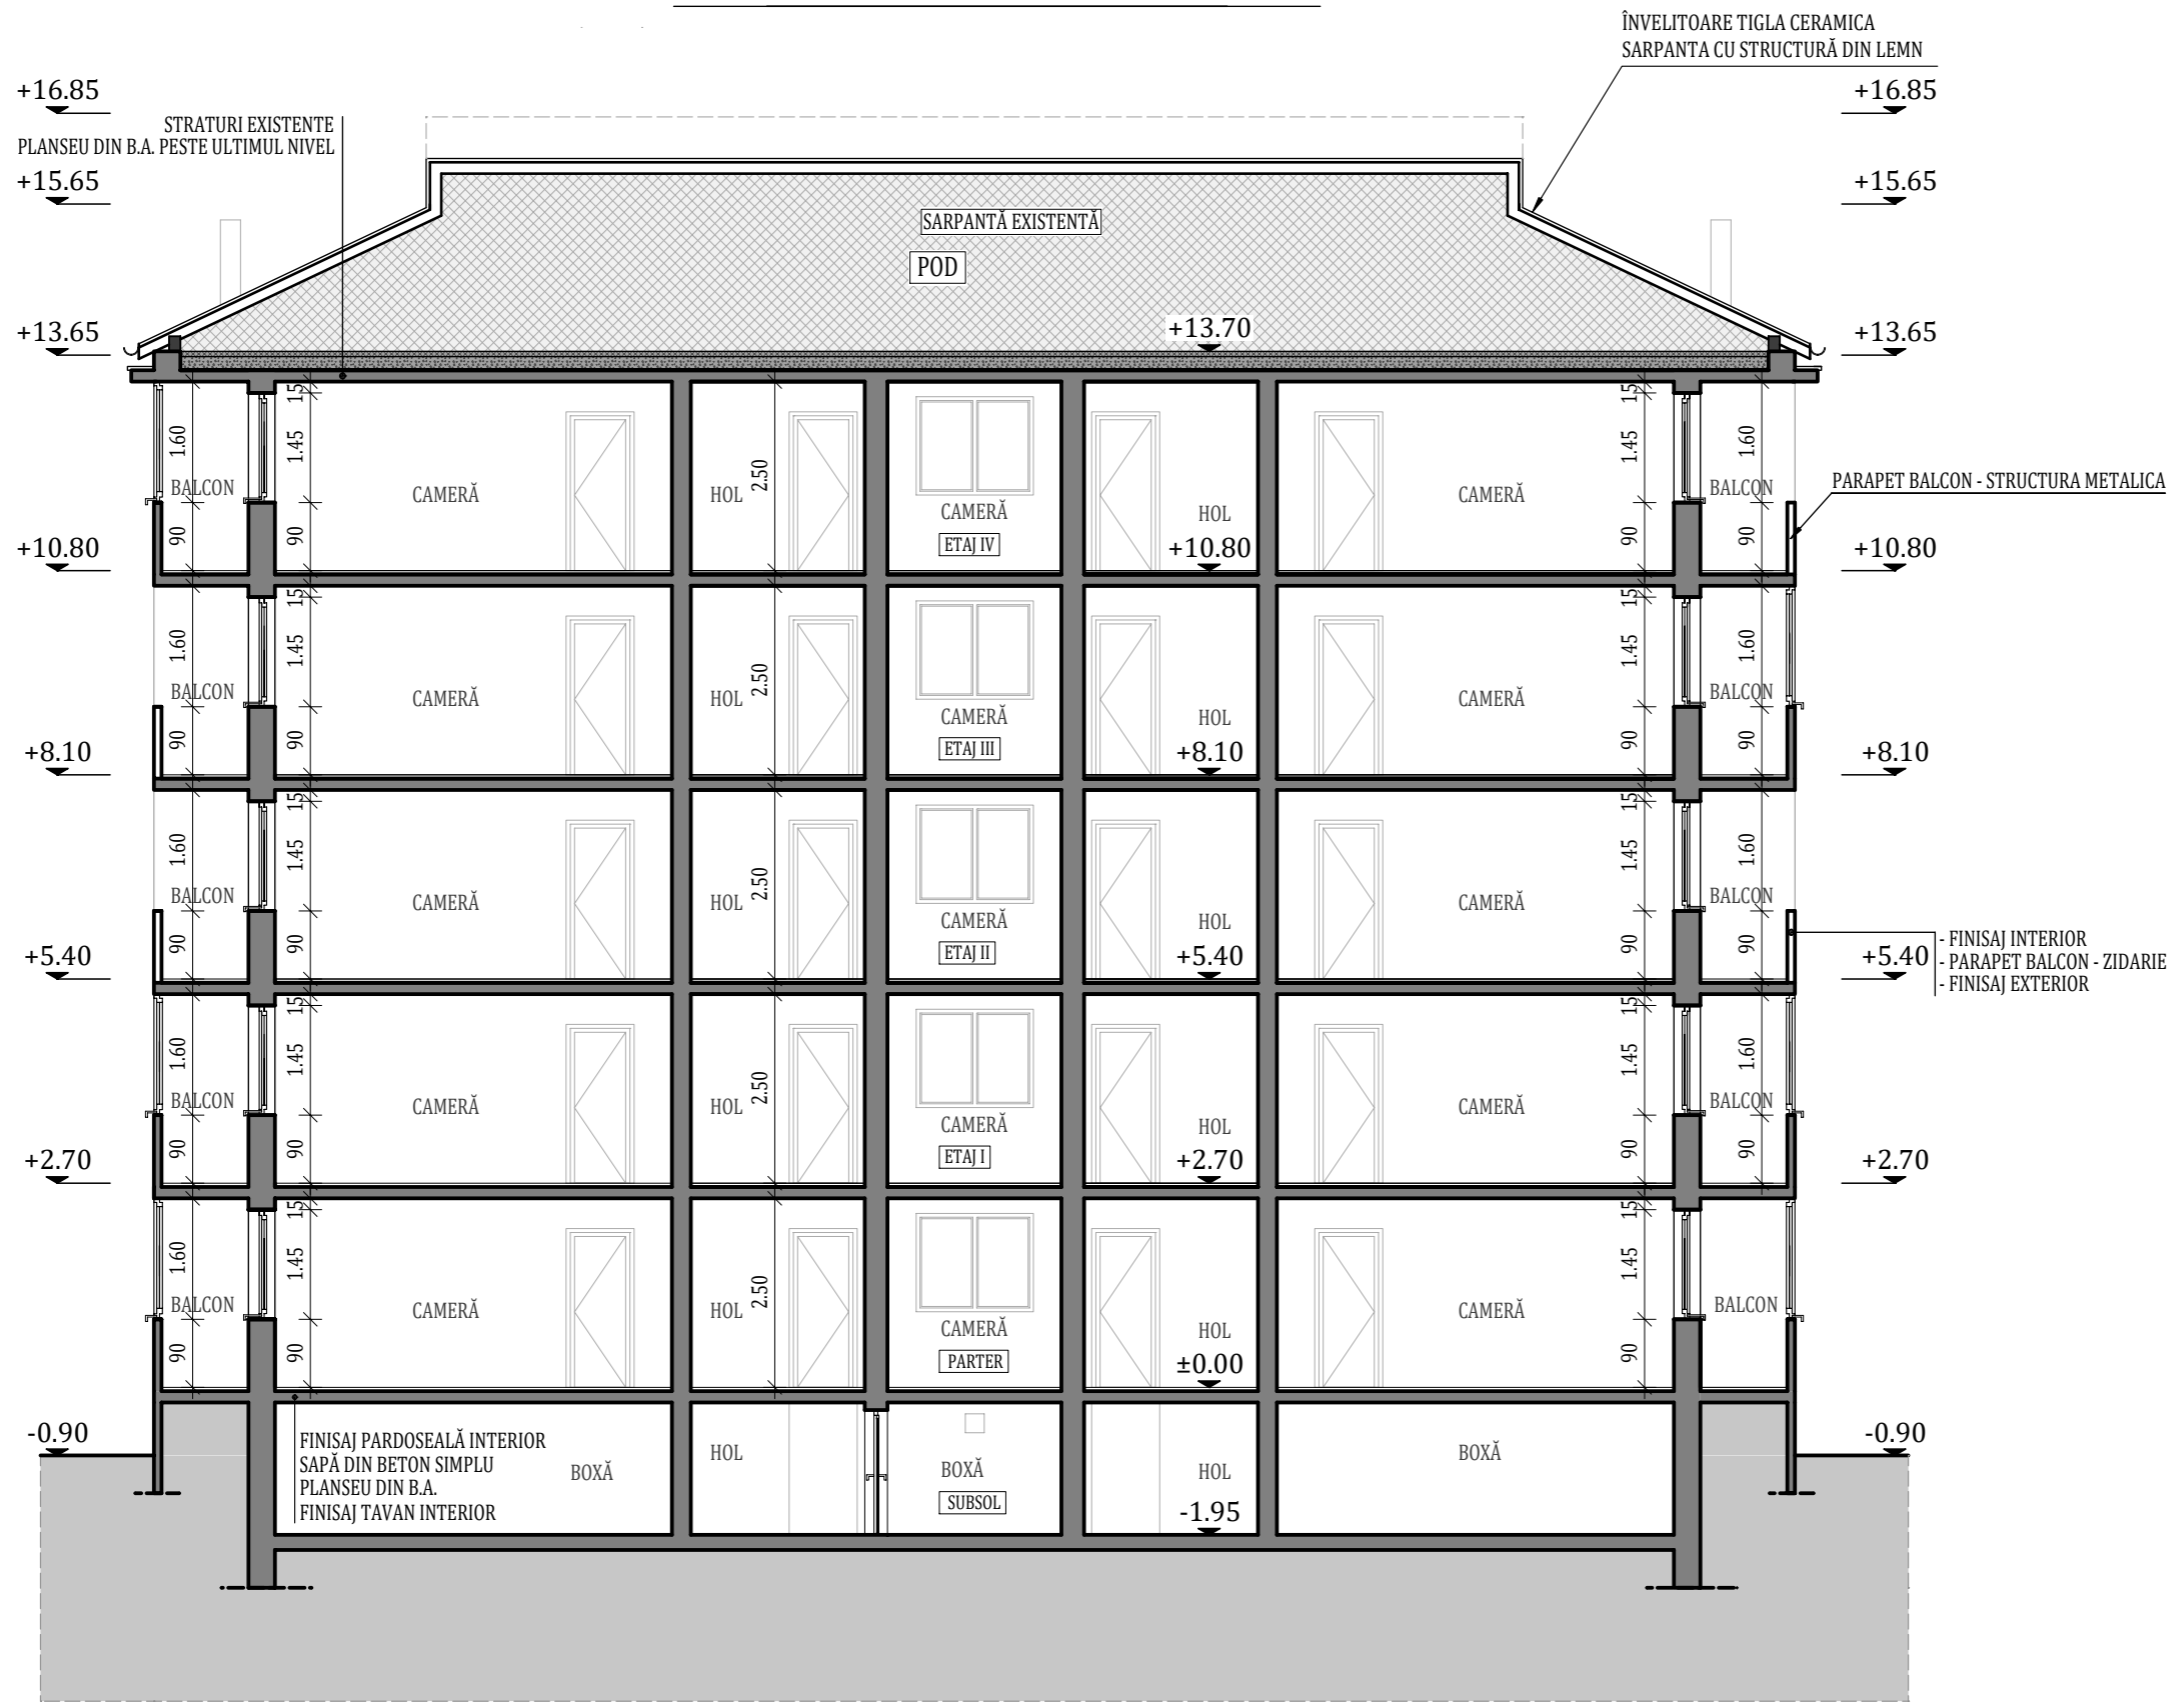 ÎNVELITOARE TIGLA CERAMICA
SARPANTA CU STRUCTURĂ DIN LEMN
+16.85
+16.85
STRATURI EXISTENTE
PLANSEU DIN B.A. PESTE ULTIMUL NIVEL
+15.65
+15.65
SARPANTĂ EXISTENTĂ
POD
+13.65
+13.70
+13.65
15
15
1.60
1.45
2.50
1.45
1.60
BALCON
CAMERĂ
HOL
CAMERĂ
HOL
CAMERĂ
BALCON
PARAPET BALCON - STRUCTURA METALICA
90
90
ETAJ IV
90
90
+10.80
+10.80
+10.80
15
15
1.60
1.45
2.50
1.45
1.60
BALCON
CAMERĂ
HOL
CAMERĂ
HOL
CAMERĂ
BALCON
90
90
ETAJ III
90
90
+8.10
+8.10
+8.10
15
15
1.60
1.45
2.50
1.45
1.60
BALCON
CAMERĂ
HOL
CAMERĂ
HOL
CAMERĂ
BALCON
90
90
ETAJ II
90
90
- FINISAJ INTERIOR
- PARAPET BALCON - ZIDARIE
- FINISAJ EXTERIOR
+5.40
+5.40
+5.40
15
15
1.60
1.45
2.50
1.45
1.60
BALCON
CAMERĂ
HOL
CAMERĂ
HOL
CAMERĂ
BALCON
90
90
ETAJ I
90
90
+2.70
+2.70
+2.70
15
15
1.60
1.45
2.50
1.45
BALCON
CAMERĂ
HOL
CAMERĂ
HOL
CAMERĂ
BALCON
90
90
PARTER
±0.00
90
-0.90
-0.90
FINISAJ PARDOSEALĂ INTERIOR
SAPĂ DIN BETON SIMPLU
PLANSEU DIN B.A.
FINISAJ TAVAN INTERIOR
BOXĂ
HOL
BOXĂ
SUBSOL
HOL
-1.95
BOXĂ